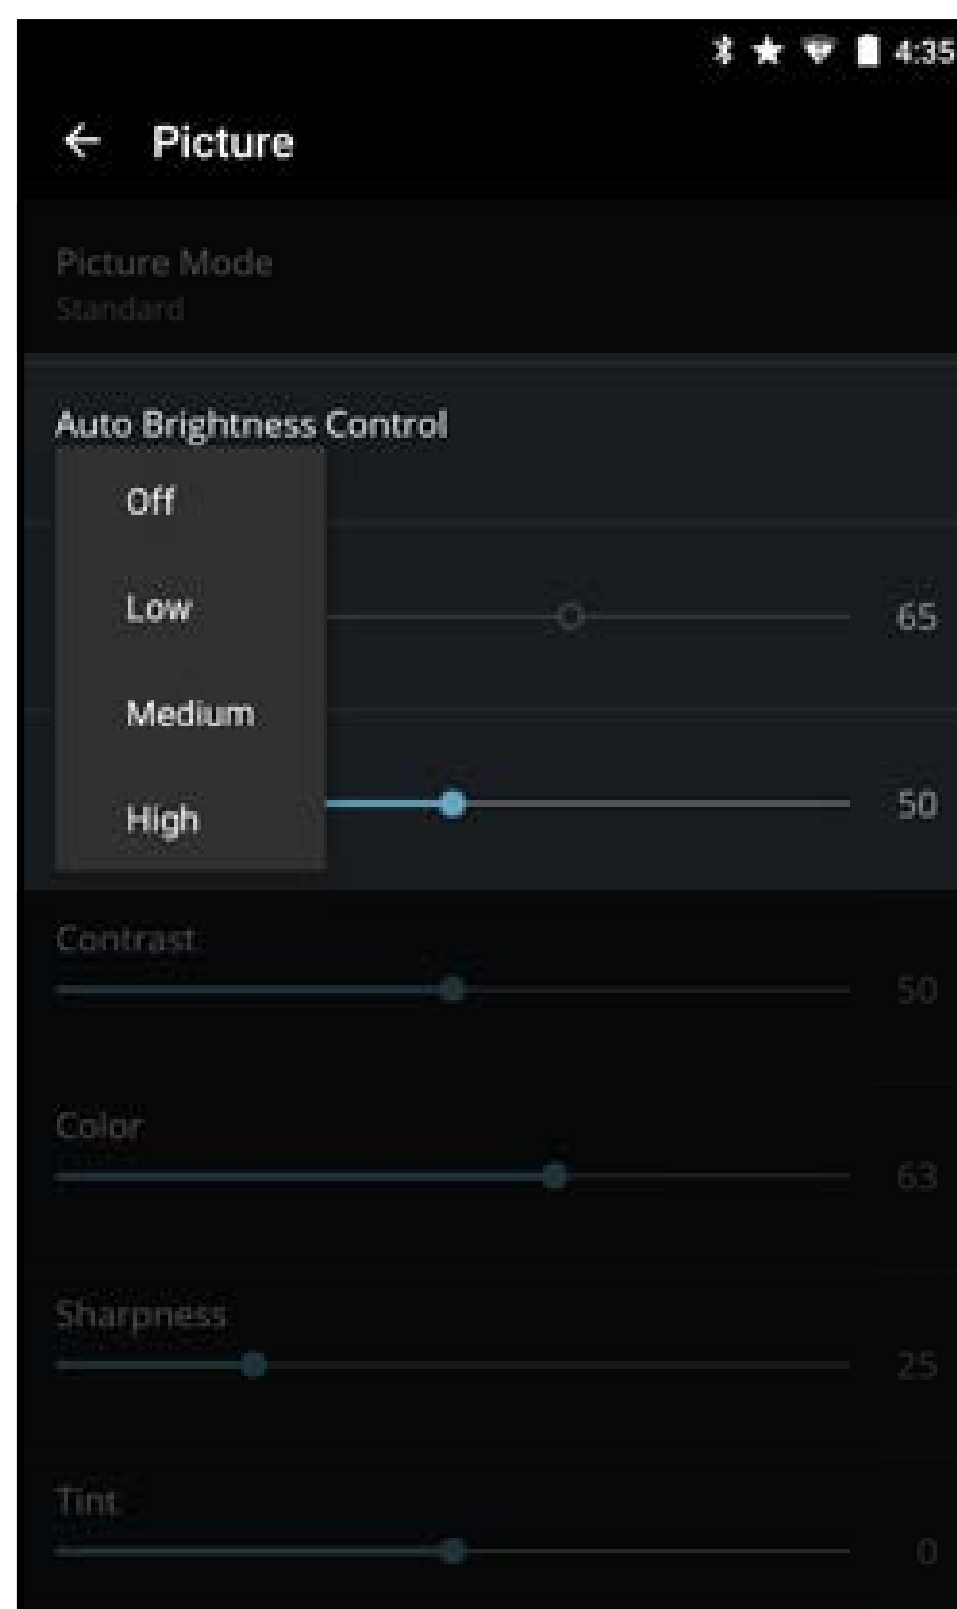 4:35
Picture
Picture Mode
Standard
Auto Brightness Control
Off
Low
65
Medium
High
50
Contrast
50
Color
63
Sharpness
25
Tint
0